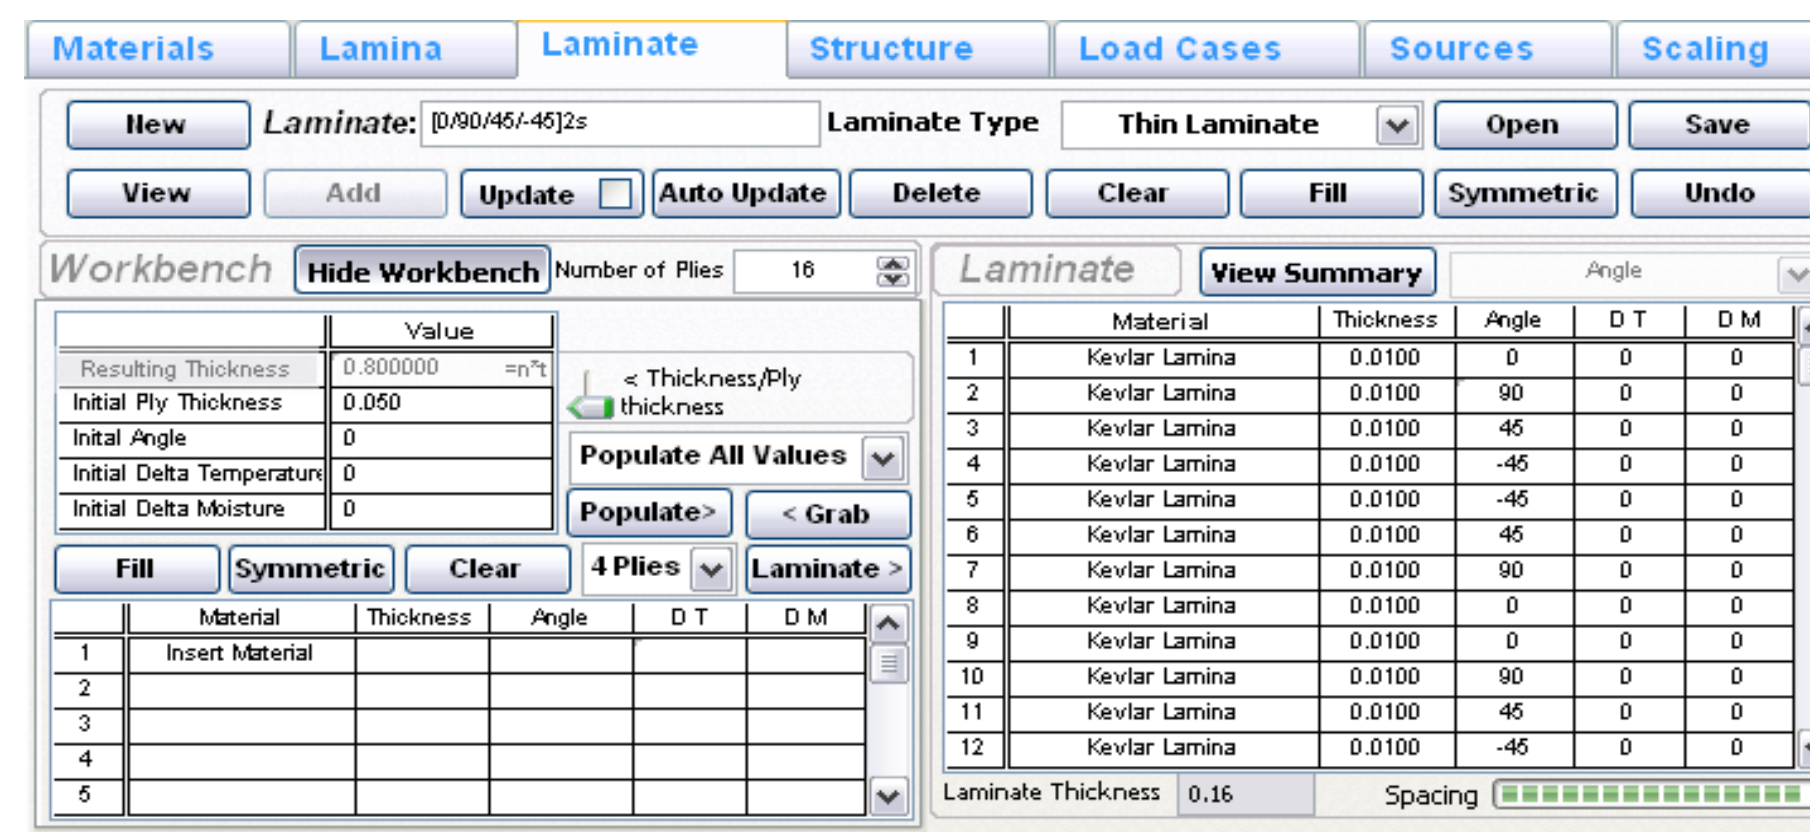 Materials Lamina Laminate Structure Load Cases Sources Scaling
New Laminate: [0/90/45/-45]2s Laminate Type Thin Laminate Open Save
View Add Update Auto Update Delete Clear Fill Symmetric Undo
Workbench Hide Workbench Number of Plies 16
Value
Resulting Thickness 0.800000 =n*t
Initial Ply Thickness 0.050
Inital Angle 0
Initial Delta Temperature 0
Initial Delta Moisture 0
< Thickness/Ply
thickness
Populate All Values
Populate> < Grab
Fill Symmetric Clear 4 Plies Laminate >
Material Thickness Angle D T D M
1 Insert Material
2
3
4
5
Laminate View Summary Angle
Material Thickness Angle D T D M
1 Kevlar Lamina 0.0100 0 0 0
2 Kevlar Lamina 0.0100 90 0 0
3 Kevlar Lamina 0.0100 45 0 0
4 Kevlar Lamina 0.0100 -45 0 0
5 Kevlar Lamina 0.0100 -45 0 0
6 Kevlar Lamina 0.0100 45 0 0
7 Kevlar Lamina 0.0100 90 0 0
8 Kevlar Lamina 0.0100 0 0 0
9 Kevlar Lamina 0.0100 0 0 0
10 Kevlar Lamina 0.0100 90 0 0
11 Kevlar Lamina 0.0100 45 0 0
12 Kevlar Lamina 0.0100 -45 0 0
Laminate Thickness 0.16 Spacing